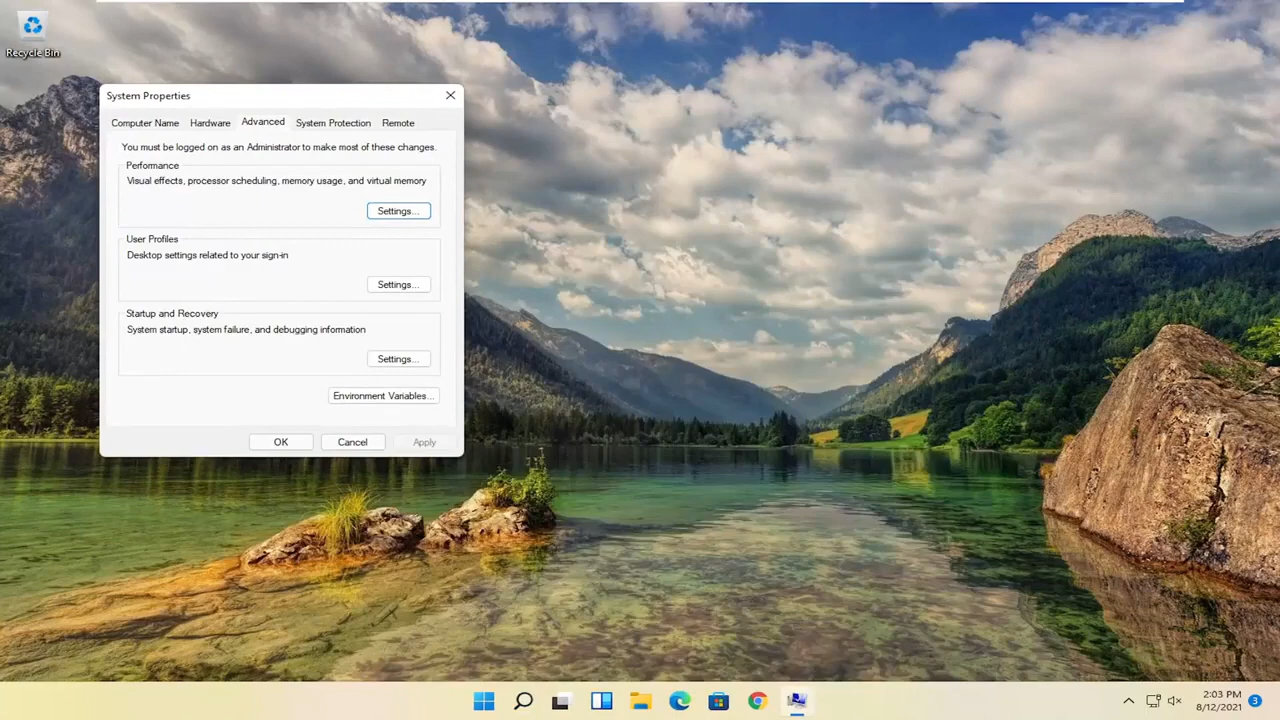 Recycle Bin
System Properties
Computer Name Hardware Advanced System Protection Remote
You must be logged on as an Administrator to make most of these changes.
Performance
Visual effects, processor scheduling, memory usage, and virtual memory
Settings...
User Profiles
Desktop settings related to your sign-in
Settings...
Startup and Recovery
System startup, system failure, and debugging information
Settings...
Environment Variables...
OK Cancel Apply
2:03 PM
8/12/2021
3